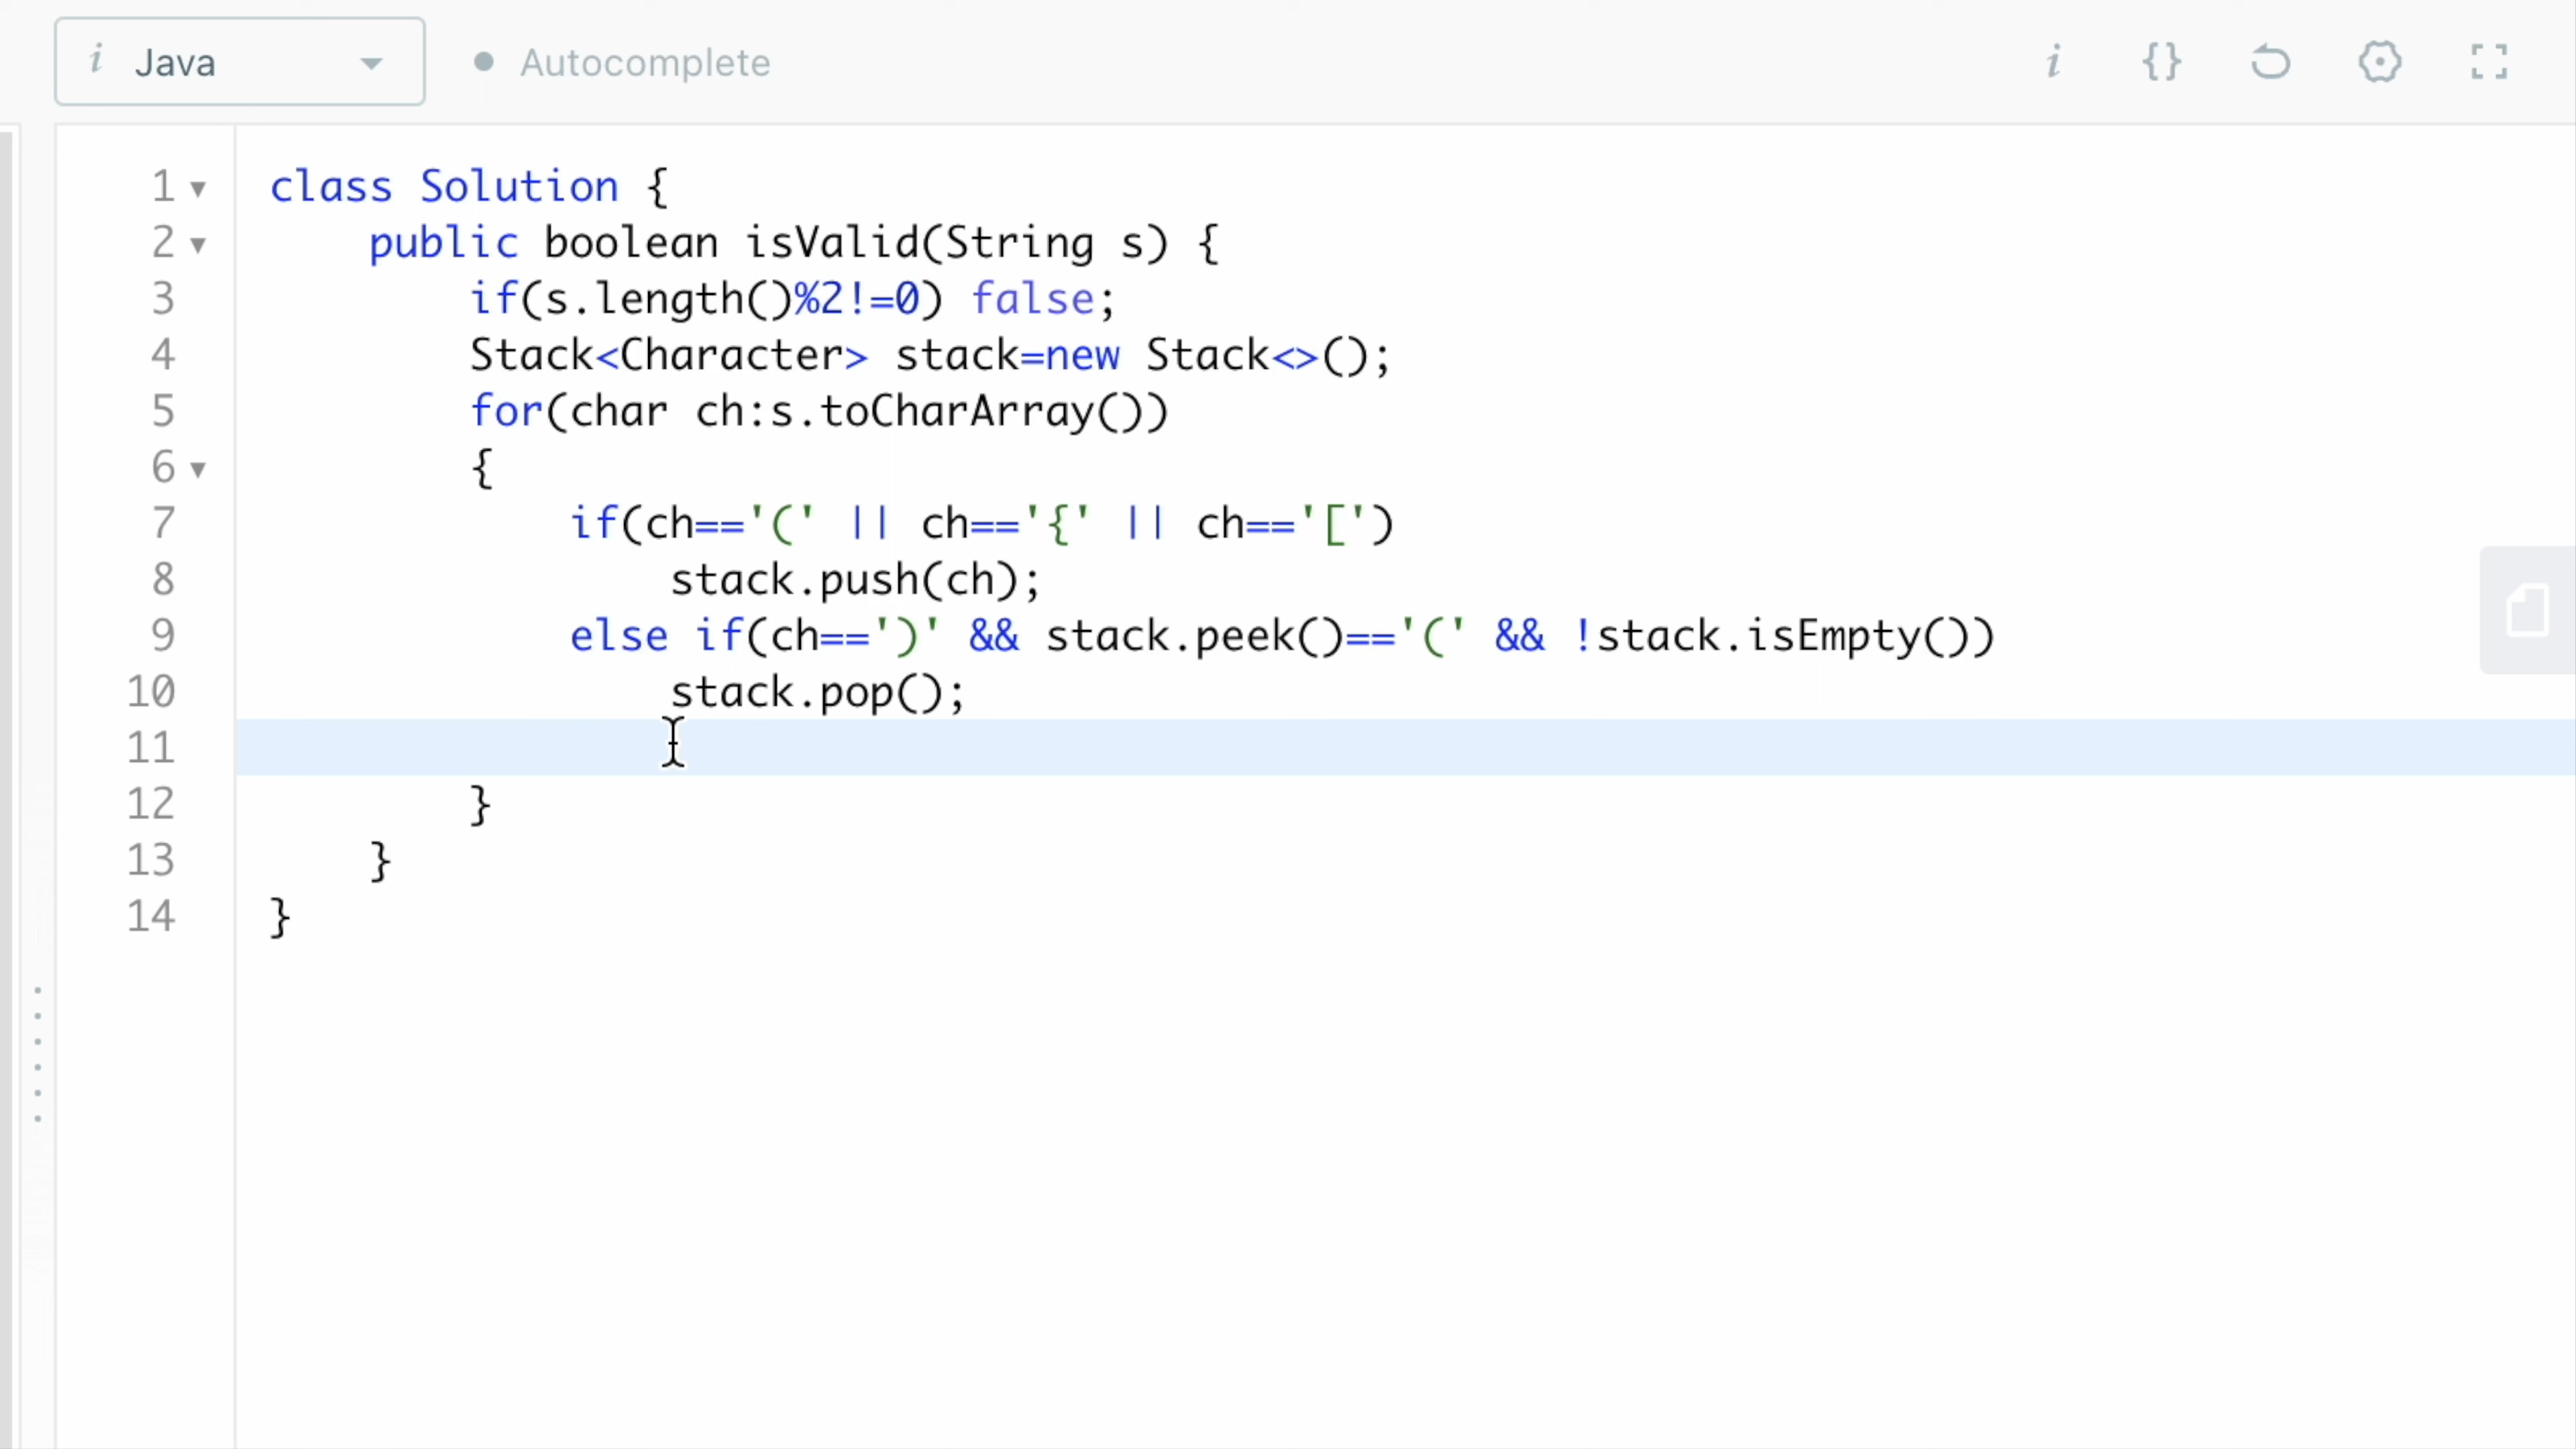 i Java Autocomplete i {}
1 class Solution {
2 public boolean isValid(String s) {
3 if(s.length()%2!=0) false;
4 Stack<Character> stack=new Stack<>();
5 for(char ch:s.toCharArray())
6 {
7 if(ch=='(' || ch=='{' || ch=='[')
8 stack.push(ch);
9 else if(ch==')' && stack.peek()=='(' && !stack.isEmpty())
10 stack.pop();
11
12 }
13 }
14 }